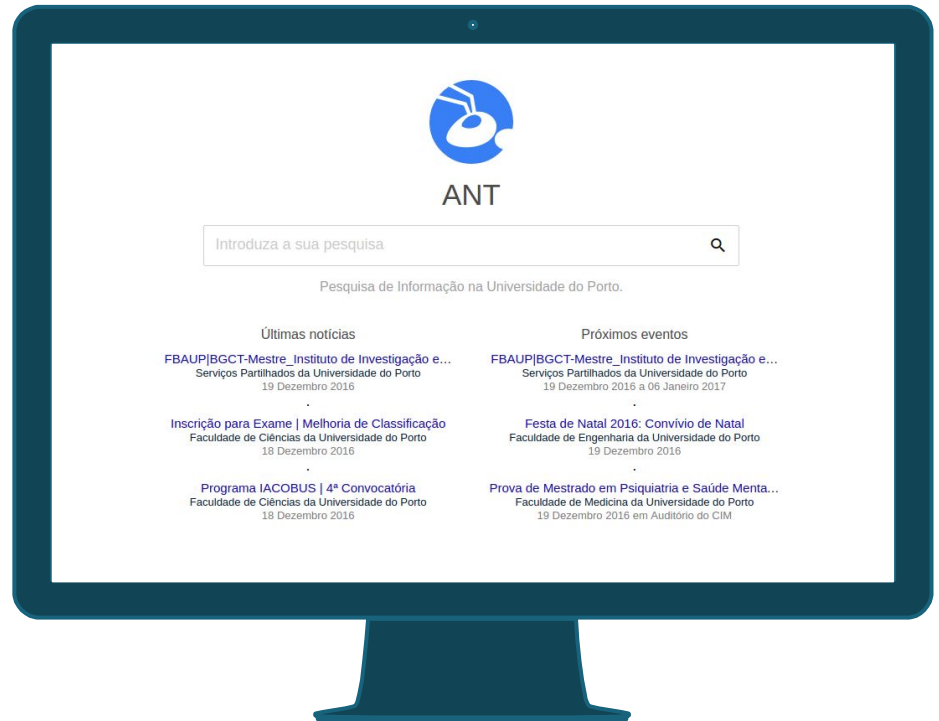 ANT
Introduza a sua pesquisa
Pesquisa de Informação na Universidade do Porto.
Últimas notícias
FBAUP|BGCT-Mestre_Instituto de Investigação e...
Serviços Partilhados da Universidade do Porto
19 Dezembro 2016
.
Inscrição para Exame | Melhoria de Classificação
Faculdade de Ciências da Universidade do Porto
18 Dezembro 2016
.
Programa IACOBUS | 4ª Convocatória
Faculdade de Ciências da Universidade do Porto
18 Dezembro 2016
Próximos eventos
FBAUP|BGCT-Mestre_Instituto de Investigação e...
Serviços Partilhados da Universidade do Porto
19 Dezembro 2016 a 06 Janeiro 2017
.
Festa de Natal 2016: Convívio de Natal
Faculdade de Engenharia da Universidade do Porto
19 Dezembro 2016
.
Prova de Mestrado em Psiquiatria e Saúde Menta...
Faculdade de Medicina da Universidade do Porto
19 Dezembro 2016 em Auditório do CIM